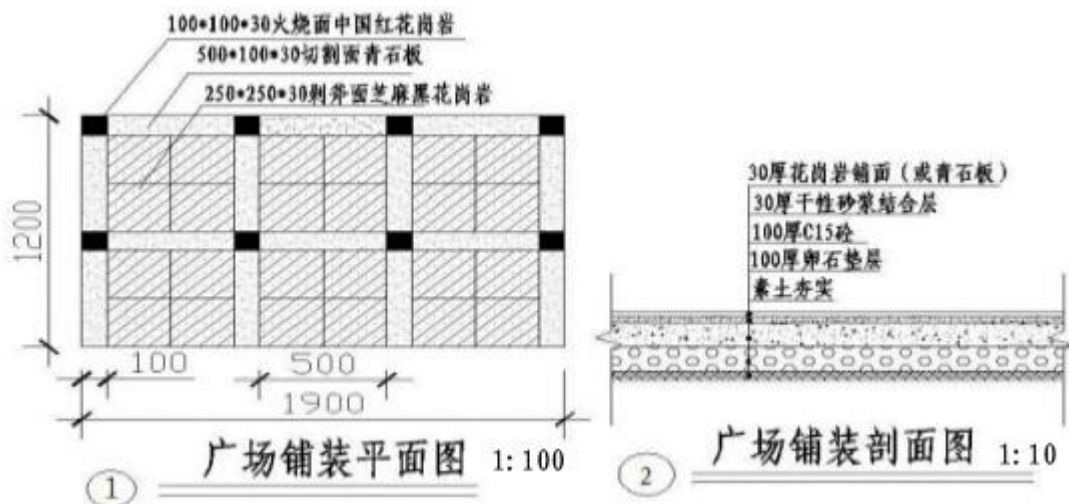 100*100*30火烧面中国红花岗岩
500*100*30切割面青石板
250*250*30剁斧面芝麻黑花岗岩
1200
100
500
1900
广场铺装平面图 1:100
1
30厚花岗岩铺面（或青石板）
30厚干性砂浆结合层
100厚C15砼
100厚卵石垫层
素土夯实
广场铺装剖面图 1:10
2